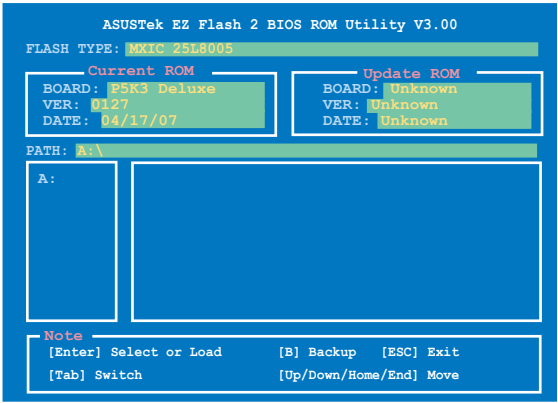 ASUSTek EZ Flash 2 BIOS ROM Utility V3.00
FLASH TYPE: MXIC 25L8005
Current ROM
BOARD: P5K3 Deluxe
VER: 0127
DATE: 04/17/07
Update ROM
BOARD: Unknown
VER: Unknown
DATE: Unknown
PATH: A:\
A:
Note
[Enter] Select or Load [B] Backup [ESC] Exit
[Tab] Switch [Up/Down/Home/End] Move